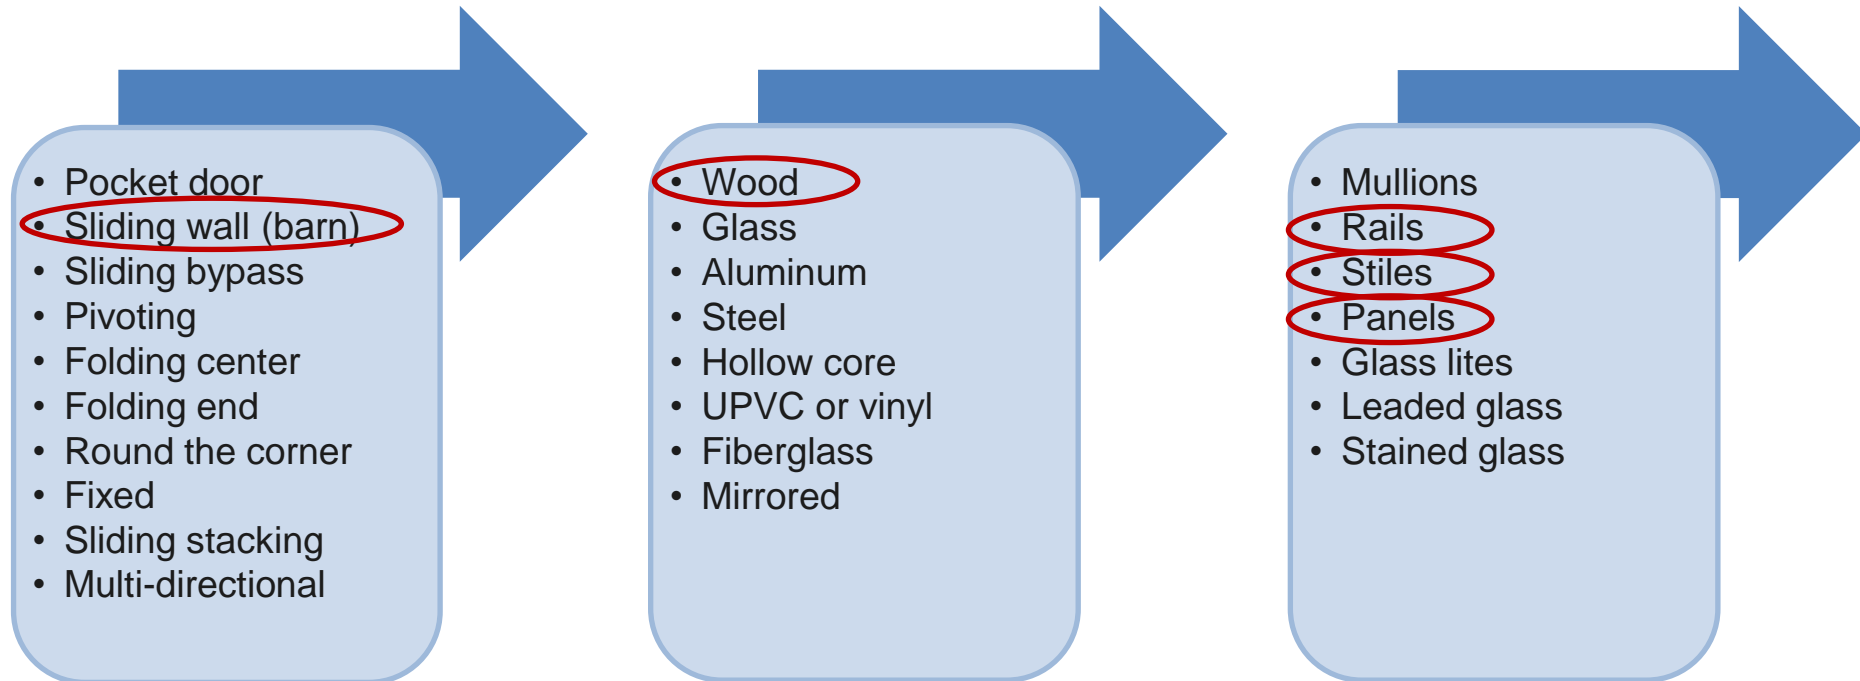 • Pocket door
• Sliding wall (barn)
• Sliding bypass
• Pivoting
• Folding center
• Folding end
• Round the corner
• Fixed
• Sliding stacking
• Multi-directional
• Wood
• Glass
• Aluminum
• Steel
• Hollow core
• UPVC or vinyl
• Fiberglass
• Mirrored
• Mullions
• Rails
• Stiles
• Panels
• Glass lites
• Leaded glass
• Stained glass